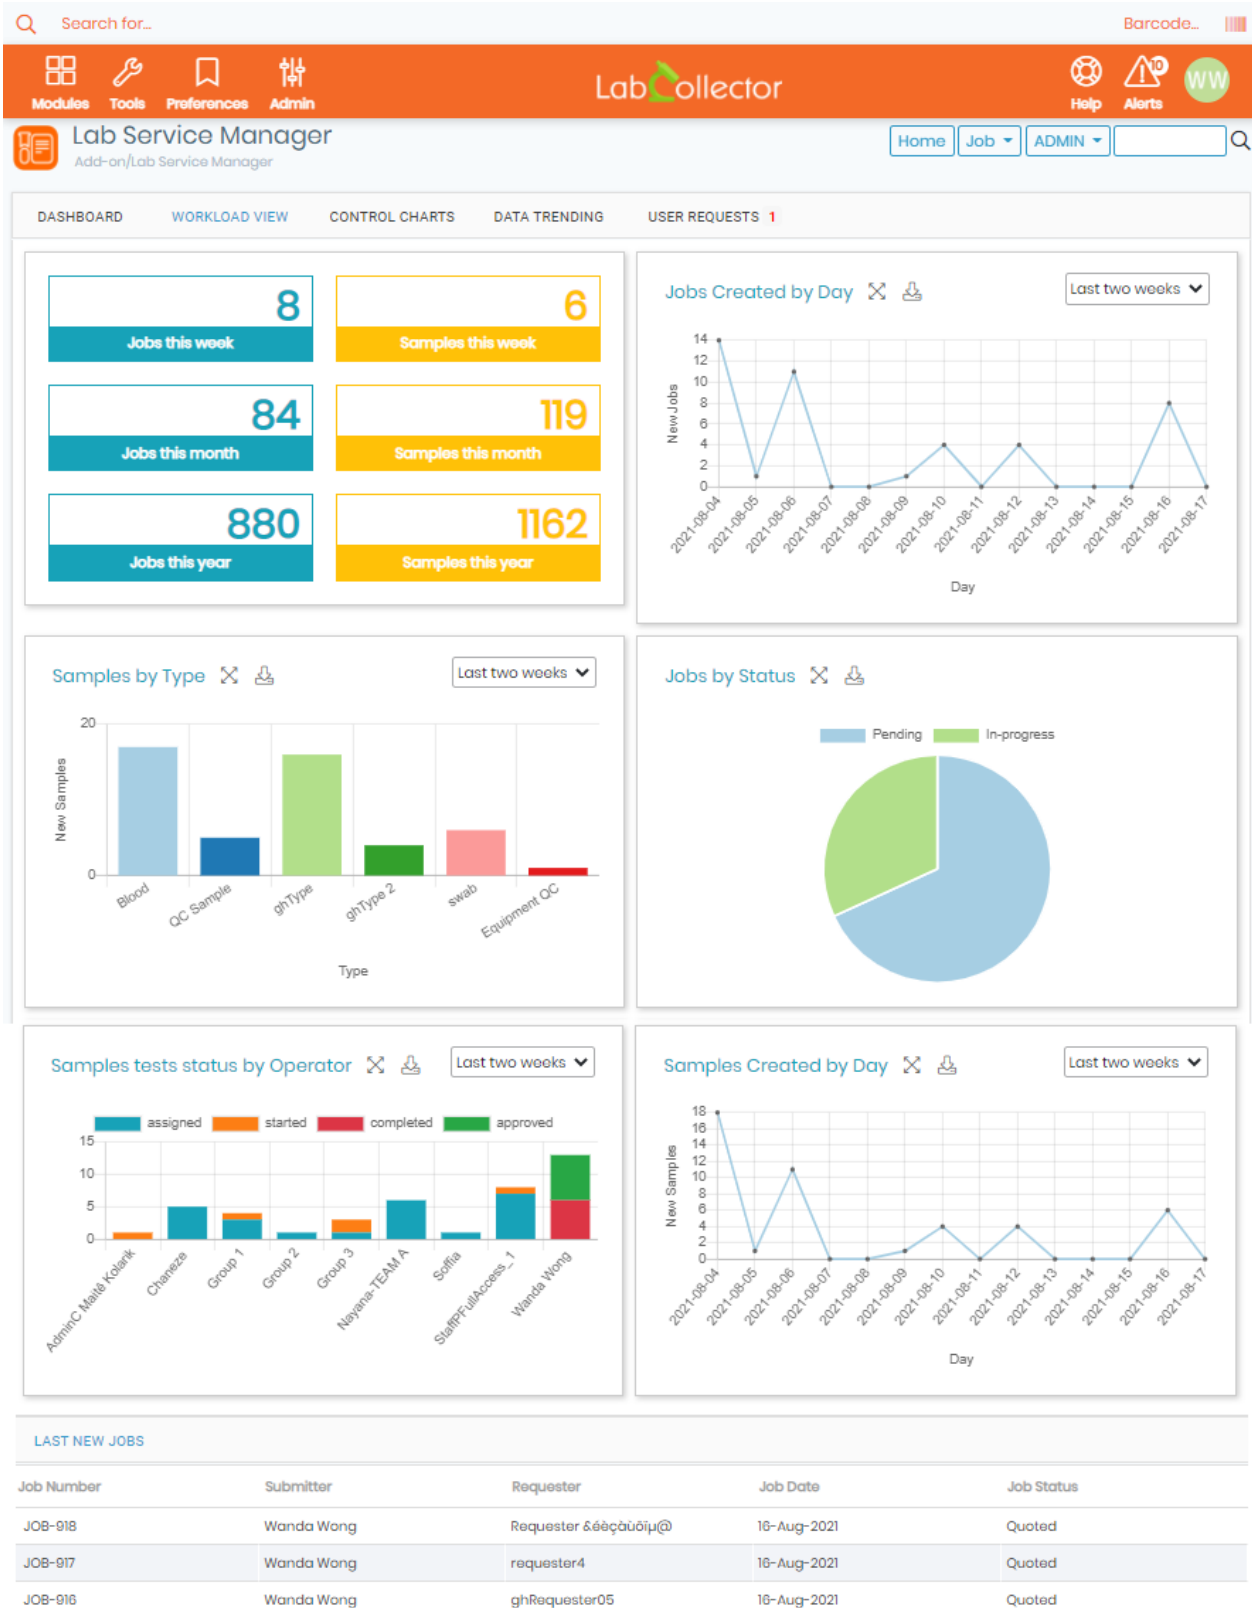 Search for...
Barcode...
Modules Tools Preferences Admin
LabCollector
Help Alerts 10 WW
Lab Service Manager
Add-on/Lab Service Manager
Home Job ADMIN
DASHBOARD WORKLOAD VIEW CONTROL CHARTS DATA TRENDING USER REQUESTS 1
8
Jobs this week
6
Samples this week
84
Jobs this month
119
Samples this month
880
Jobs this year
1162
Samples this year
Jobs Created by Day
Last two weeks
New Jobs
14
12
10
8
6
4
2
0
2021-08-04 2021-08-05 2021-08-06 2021-08-07 2021-08-08 2021-08-09 2021-08-10 2021-08-11 2021-08-12 2021-08-13 2021-08-14 2021-08-15 2021-08-16 2021-08-17
Day
Samples by Type
Last two weeks
New Samples
20
0
Blood QC Sample ghType ghType 2 swab Equipment QC
Type
Jobs by Status
Pending In-progress
Samples tests status by Operator
Last two weeks
assigned started completed approved
15
10
5
0
AdminC Maitê Kolarik Chaneze Group 1 Group 2 Group 3 Nayana-TEAM A Soffia StaffPFullAccess_1 Wanda Wong
Samples Created by Day
Last two weeks
New Samples
18
16
14
12
10
8
6
4
2
0
2021-08-04 2021-08-05 2021-08-06 2021-08-07 2021-08-08 2021-08-09 2021-08-10 2021-08-11 2021-08-12 2021-08-13 2021-08-14 2021-08-15 2021-08-16 2021-08-17
Day
LAST NEW JOBS
Job Number Submitter Requester Job Date Job Status
JOB-918 Wanda Wong Requester &éèçàùöïµ@ 16-Aug-2021 Quoted
JOB-917 Wanda Wong requester4 16-Aug-2021 Quoted
JOB-916 Wanda Wong ghRequester05 16-Aug-2021 Quoted